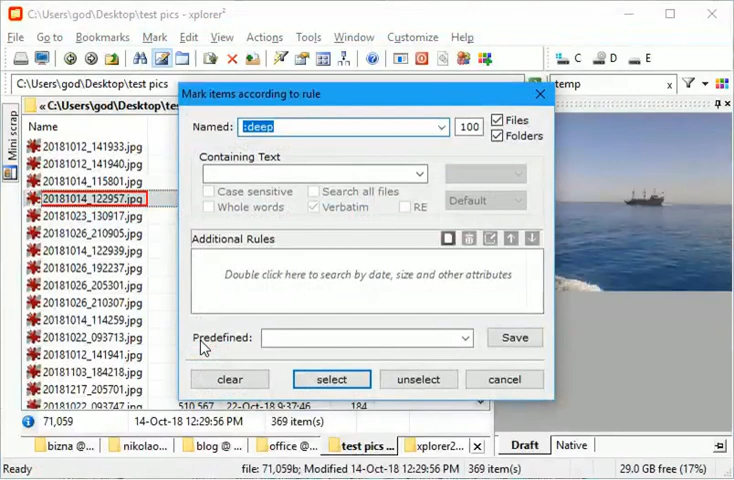 C:\Users\god\Desktop\test pics - xplorer²
File Go to Bookmarks Mark Edit View Actions Tools Window Customize Help
C D E
C:\Users\god\Desktop\test pics
temp x
« C:\Users\god\Desktop\tes
Mini scrap
Name
20181012_141933.jpg
20181012_141940.jpg
20181014_115801.jpg
20181014_122957.jpg
20181023_130917.jpg
20181026_210905.jpg
20181014_122939.jpg
20181026_192237.jpg
20181026_205301.jpg
20181026_210307.jpg
20181014_114259.jpg
20181022_093713.jpg
20181012_141941.jpg
20181103_184218.jpg
20181217_205701.jpg
20181022_093747.jpg 510,567 22-Oct-18 9:37:46 184
Mark items according to rule
Named: :deep 100 Files
Folders
Containing Text
Case sensitive Search all files
Whole words Verbatim RE Default
Additional Rules
Double click here to search by date, size and other attributes
Predefined: Save
clear select unselect cancel
71,059 14-Oct-18 12:29:56 PM 369 item(s)
bizna @... nikolao... blog @ ... office @ ... test pics ... xplorer2... Draft Native
Ready file: 71,059b; Modified 14-Oct-18 12:29:56 PM 369 item(s) 29.0 GB free (17%)